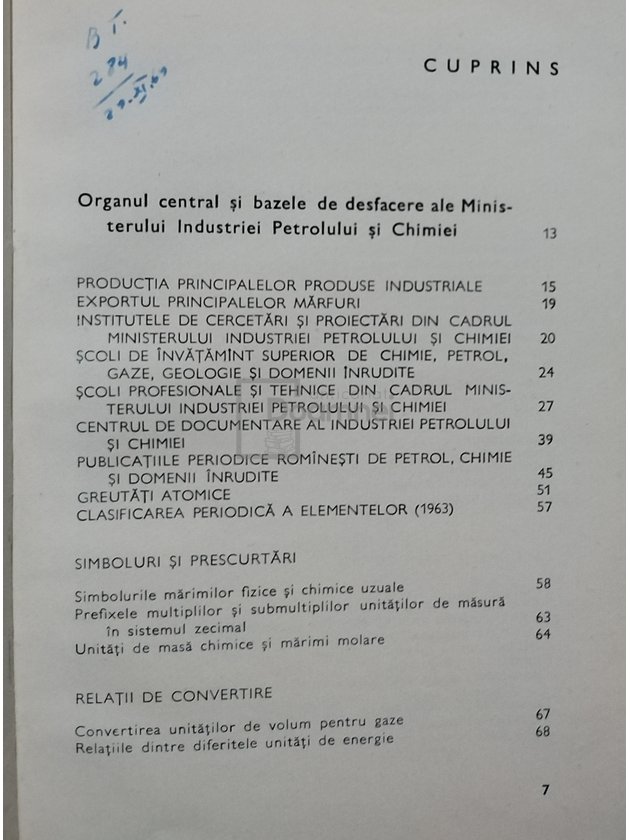 B T.
284
27-XI.67
CUPRINS
Organul central și bazele de desfacere ale Minis-
terului Industriei Petrolului și Chimiei 13
PRODUCȚIA PRINCIPALELOR PRODUSE INDUSTRIALE 15
EXPORTUL PRINCIPALELOR MĂRFURI 19
INSTITUTELE DE CERCETĂRI ȘI PROIECTĂRI DIN CADRUL
MINISTERULUI INDUSTRIEI PETROLULUI ȘI CHIMIEI 20
ȘCOLI DE ÎNVĂȚĂMÎNT SUPERIOR DE CHIMIE, PETROL,
GAZE, GEOLOGIE ȘI DOMENII ÎNRUDITE 24
ȘCOLI PROFESIONALE ȘI TEHNICE DIN CADRUL MINIS-
TERULUI INDUSTRIEI PETROLULUI ȘI CHIMIEI 27
CENTRUL DE DOCUMENTARE AL INDUSTRIEI PETROLULUI
ȘI CHIMIEI 39
PUBLICAȚIILE PERIODICE ROMÎNEȘTI DE PETROL, CHIMIE
ȘI DOMENII ÎNRUDITE 45
GREUTĂȚI ATOMICE 51
CLASIFICAREA PERIODICĂ A ELEMENTELOR (1963) 57
SIMBOLURI ȘI PRESCURTĂRI
Simbolurile mărimilor fizice și chimice uzuale 58
Prefixele multiplilor și submultiplilor unităților de măsură
în sistemul zecimal 63
Unități de masă chimice și mărimi molare 64
RELAȚII DE CONVERTIRE
Convertirea unităților de volum pentru gaze 67
Relațiile dintre diferitele unități de energie 68
7